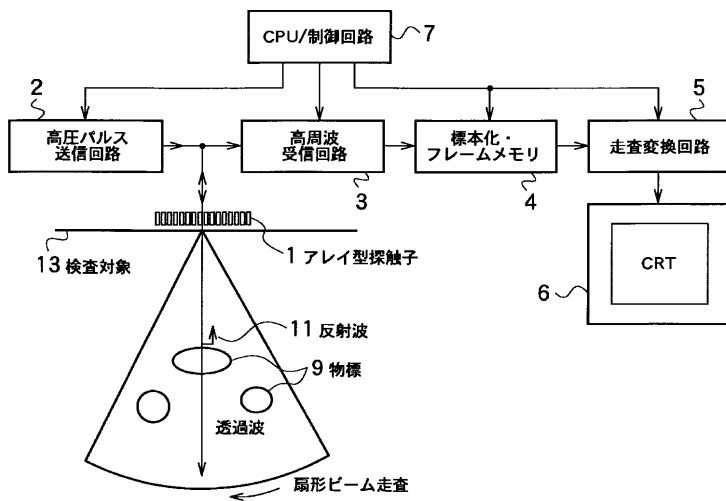 CPU/制御回路
7
2
高圧パルス
送信回路
高周波
受信回路
3
標本化・
フレームメモリ
4
5
走査変換回路
CRT
6
1 アレイ型探触子
13 検査対象
11 反射波
9 物標
透過波
扇形ビーム走査